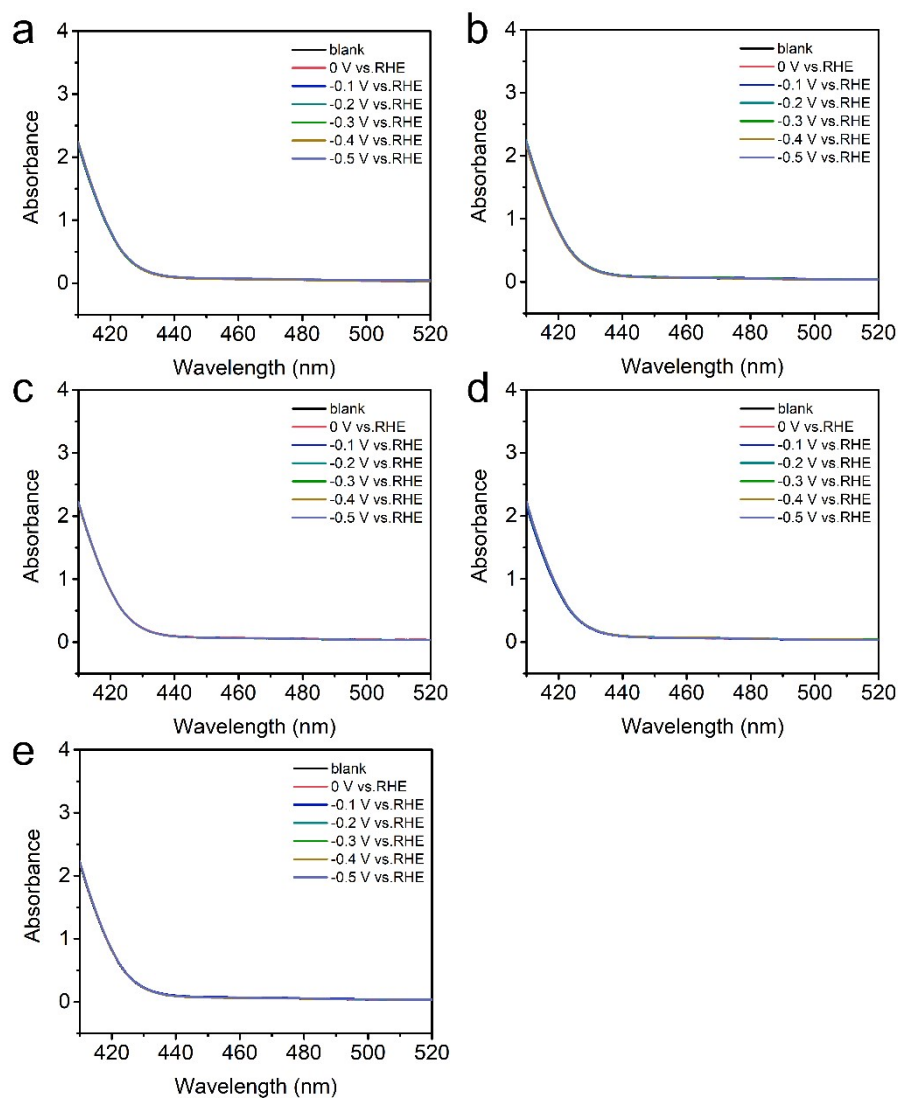 a
4
3
2
1
0
Absorbance
blank
0 V vs.RHE
-0.1 V vs.RHE
-0.2 V vs.RHE
-0.3 V vs.RHE
-0.4 V vs.RHE
-0.5 V vs.RHE
420 440 460 480 500 520
Wavelength (nm)
b
4
3
2
1
0
Absorbance
blank
0 V vs.RHE
-0.1 V vs.RHE
-0.2 V vs.RHE
-0.3 V vs.RHE
-0.4 V vs.RHE
-0.5 V vs.RHE
420 440 460 480 500 520
Wavelength (nm)
c
4
3
2
1
0
Absorbance
blank
0 V vs.RHE
-0.1 V vs.RHE
-0.2 V vs.RHE
-0.3 V vs.RHE
-0.4 V vs.RHE
-0.5 V vs.RHE
420 440 460 480 500 520
Wavelength (nm)
d
4
3
2
1
0
Absorbance
blank
0 V vs.RHE
-0.1 V vs.RHE
-0.2 V vs.RHE
-0.3 V vs.RHE
-0.4 V vs.RHE
-0.5 V vs.RHE
420 440 460 480 500 520
Wavelength (nm)
e
4
3
2
1
0
Absorbance
blank
0 V vs.RHE
-0.1 V vs.RHE
-0.2 V vs.RHE
-0.3 V vs.RHE
-0.4 V vs.RHE
-0.5 V vs.RHE
420 440 460 480 500 520
Wavelength (nm)